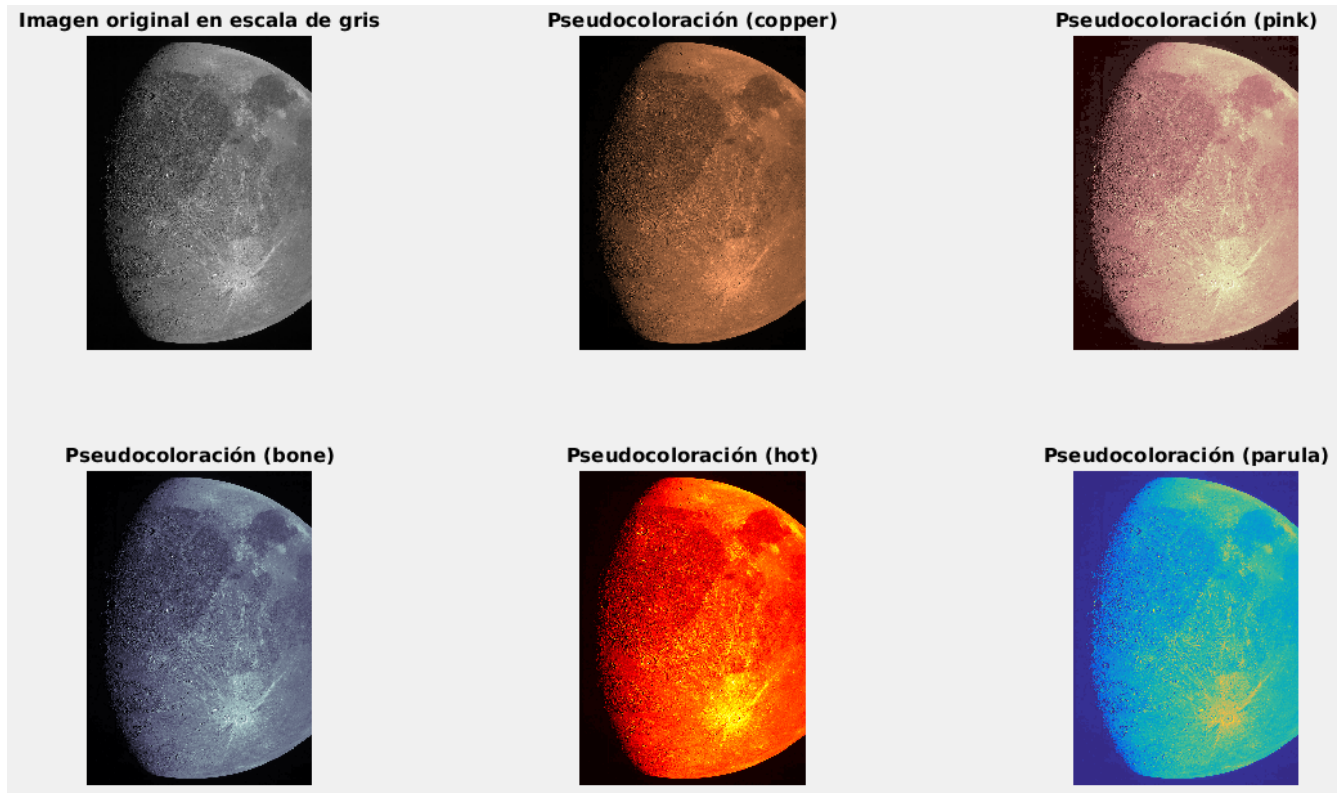 Imagen original en escala de gris
Pseudocoloración (copper)
Pseudocoloración (pink)
Pseudocoloración (bone)
Pseudocoloración (hot)
Pseudocoloración (parula)